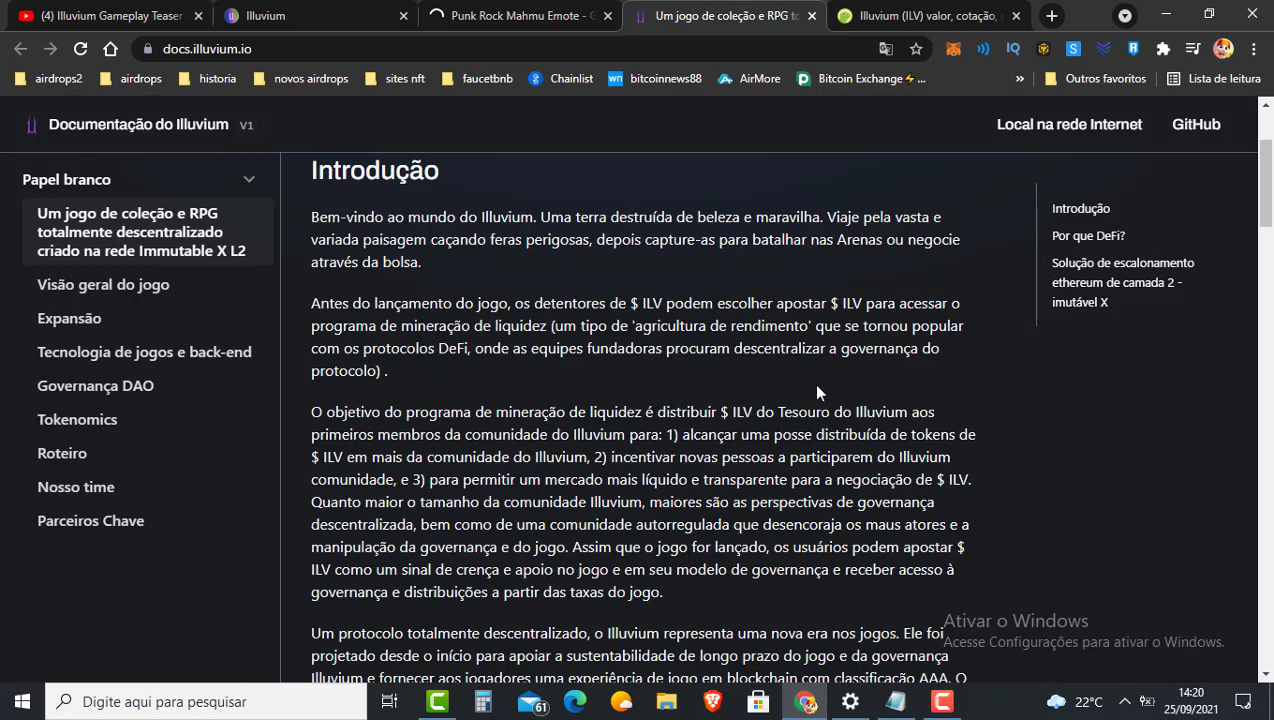 (4) Illuvium Gameplay Teaser
Illuvium
Punk Rock Mahmu Emote - G
Um jogo de coleção e RPG to
Illuvium (ILV) valor, cotação,
docs.illuvium.io
airdrops2
airdrops
historia
novos airdrops
sites nft
faucetbnb
Chainlist
bitcoinnews88
AirMore
Bitcoin Exchange⚡...
»
Outros favoritos
Lista de leitura
Documentação do Illuvium V1
Local na rede Internet
GitHub
Papel branco
Um jogo de coleção e RPG
totalmente descentralizado
criado na rede Immutable X L2
Visão geral do jogo
Expansão
Tecnologia de jogos e back-end
Governança DAO
Tokenomics
Roteiro
Nosso time
Parceiros Chave
Introdução
Bem-vindo ao mundo do Illuvium. Uma terra destruída de beleza e maravilha. Viaje pela vasta e
variada paisagem caçando feras perigosas, depois capture-as para batalhar nas Arenas ou negocie
através da bolsa.
Antes do lançamento do jogo, os detentores de $ ILV podem escolher apostar $ ILV para acessar o
programa de mineração de liquidez (um tipo de 'agricultura de rendimento' que se tornou popular
com os protocolos DeFi, onde as equipes fundadoras procuram descentralizar a governança do
protocolo) .
O objetivo do programa de mineração de liquidez é distribuir $ ILV do Tesouro do Illuvium aos
primeiros membros da comunidade do Illuvium para: 1) alcançar uma posse distribuída de tokens de
$ ILV em mais da comunidade do Illuvium, 2) incentivar novas pessoas a participarem do Illuvium
comunidade, e 3) para permitir um mercado mais líquido e transparente para a negociação de $ ILV.
Quanto maior o tamanho da comunidade Illuvium, maiores são as perspectivas de governança
descentralizada, bem como de uma comunidade autorregulada que desencoraja os maus atores e a
manipulação da governança e do jogo. Assim que o jogo for lançado, os usuários podem apostar $
ILV como um sinal de crença e apoio no jogo e em seu modelo de governança e receber acesso à
governança e distribuições a partir das taxas do jogo.
Um protocolo totalmente descentralizado, o Illuvium representa uma nova era nos jogos. Ele foi
projetado desde o início para apoiar a sustentabilidade de longo prazo do jogo e da governança
Illuvium e fornecer aos jogadores uma experiência de jogo em blockchain com classificação AAA. O
Introdução
Por que DeFi?
Solução de escalonamento
ethereum de camada 2 -
imutável X
Ativar o Windows
Acesse Configurações para ativar o Windows.
Digite aqui para pesquisar
61
22°C
14:20
25/09/2021